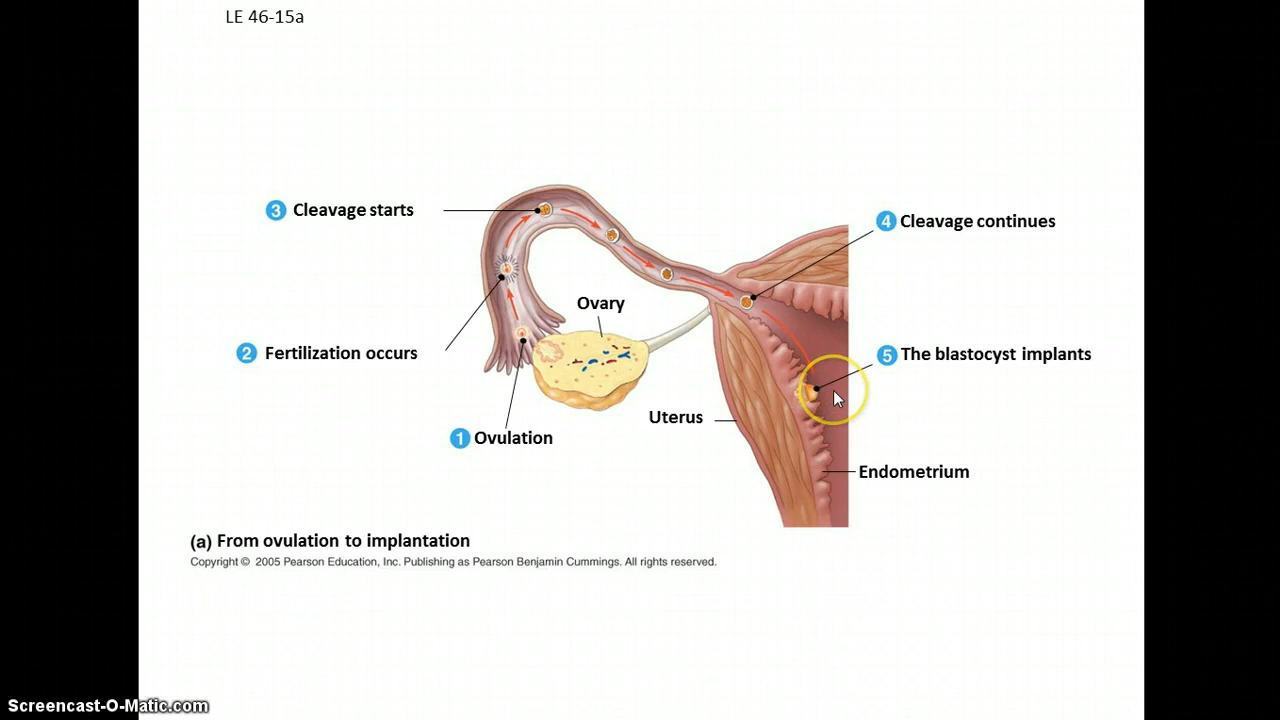 LE 46-15a
3 Cleavage starts
4 Cleavage continues
Ovary
2 Fertilization occurs
5 The blastocyst implants
Uterus
1 Ovulation
Endometrium
(a) From ovulation to implantation
Copyright © 2005 Pearson Education, Inc. Publishing as Pearson Benjamin Cummings. All rights reserved.
Screencast-O-Matic.com